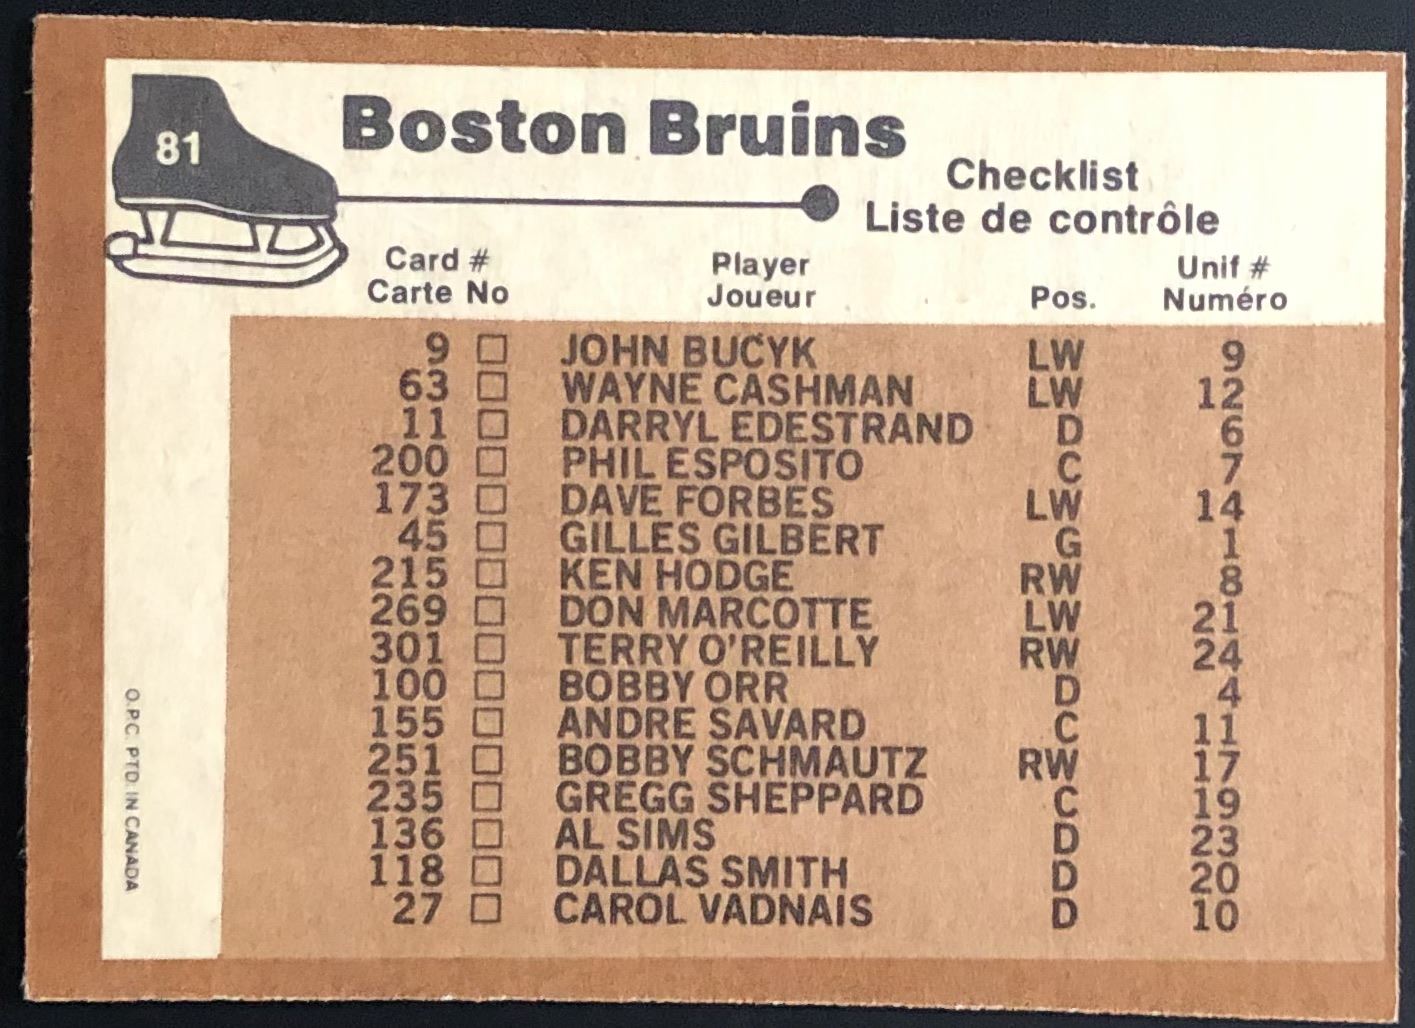 81
Boston Bruins
Checklist
Liste de contrôle
Card # Player Unif #
Carte No Joueur Pos. Numéro
9 □ JOHN BUCYK LW 9
63 □ WAYNE CASHMAN LW 12
11 □ DARRYL EDESTRAND D 6
200 □ PHIL ESPOSITO C 7
173 □ DAVE FORBES LW 14
45 □ GILLES GILBERT G 1
215 □ KEN HODGE RW 8
269 □ DON MARCOTTE LW 21
301 □ TERRY O'REILLY RW 24
100 □ BOBBY ORR D 4
155 □ ANDRE SAVARD C 11
251 □ BOBBY SCHMAUTZ RW 17
235 □ GREGG SHEPPARD C 19
136 □ AL SIMS D 23
118 □ DALLAS SMITH D 20
27 □ CAROL VADNAIS D 10
O.P.C. PTD. IN CANADA